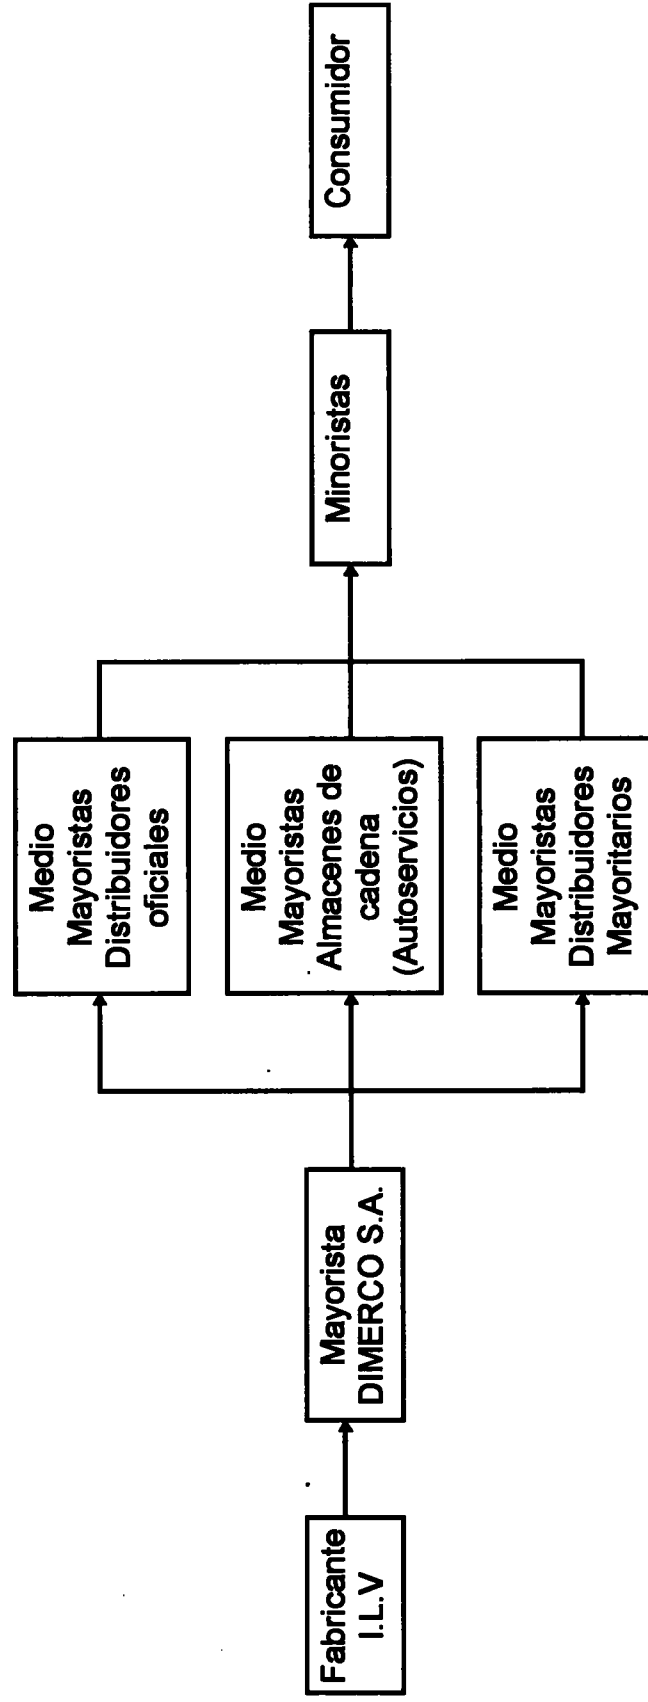 Fabricante
I.L.V
Mayorista
DIMERCO S.A.
Medio
Mayoristas
Distribuidores
oficiales
Medio
Mayoristas
Almacenes de
cadena
(Autoservicios)
Medio
Mayoristas
Distribuidores
Mayoritarios
Minoristas
Consumidor